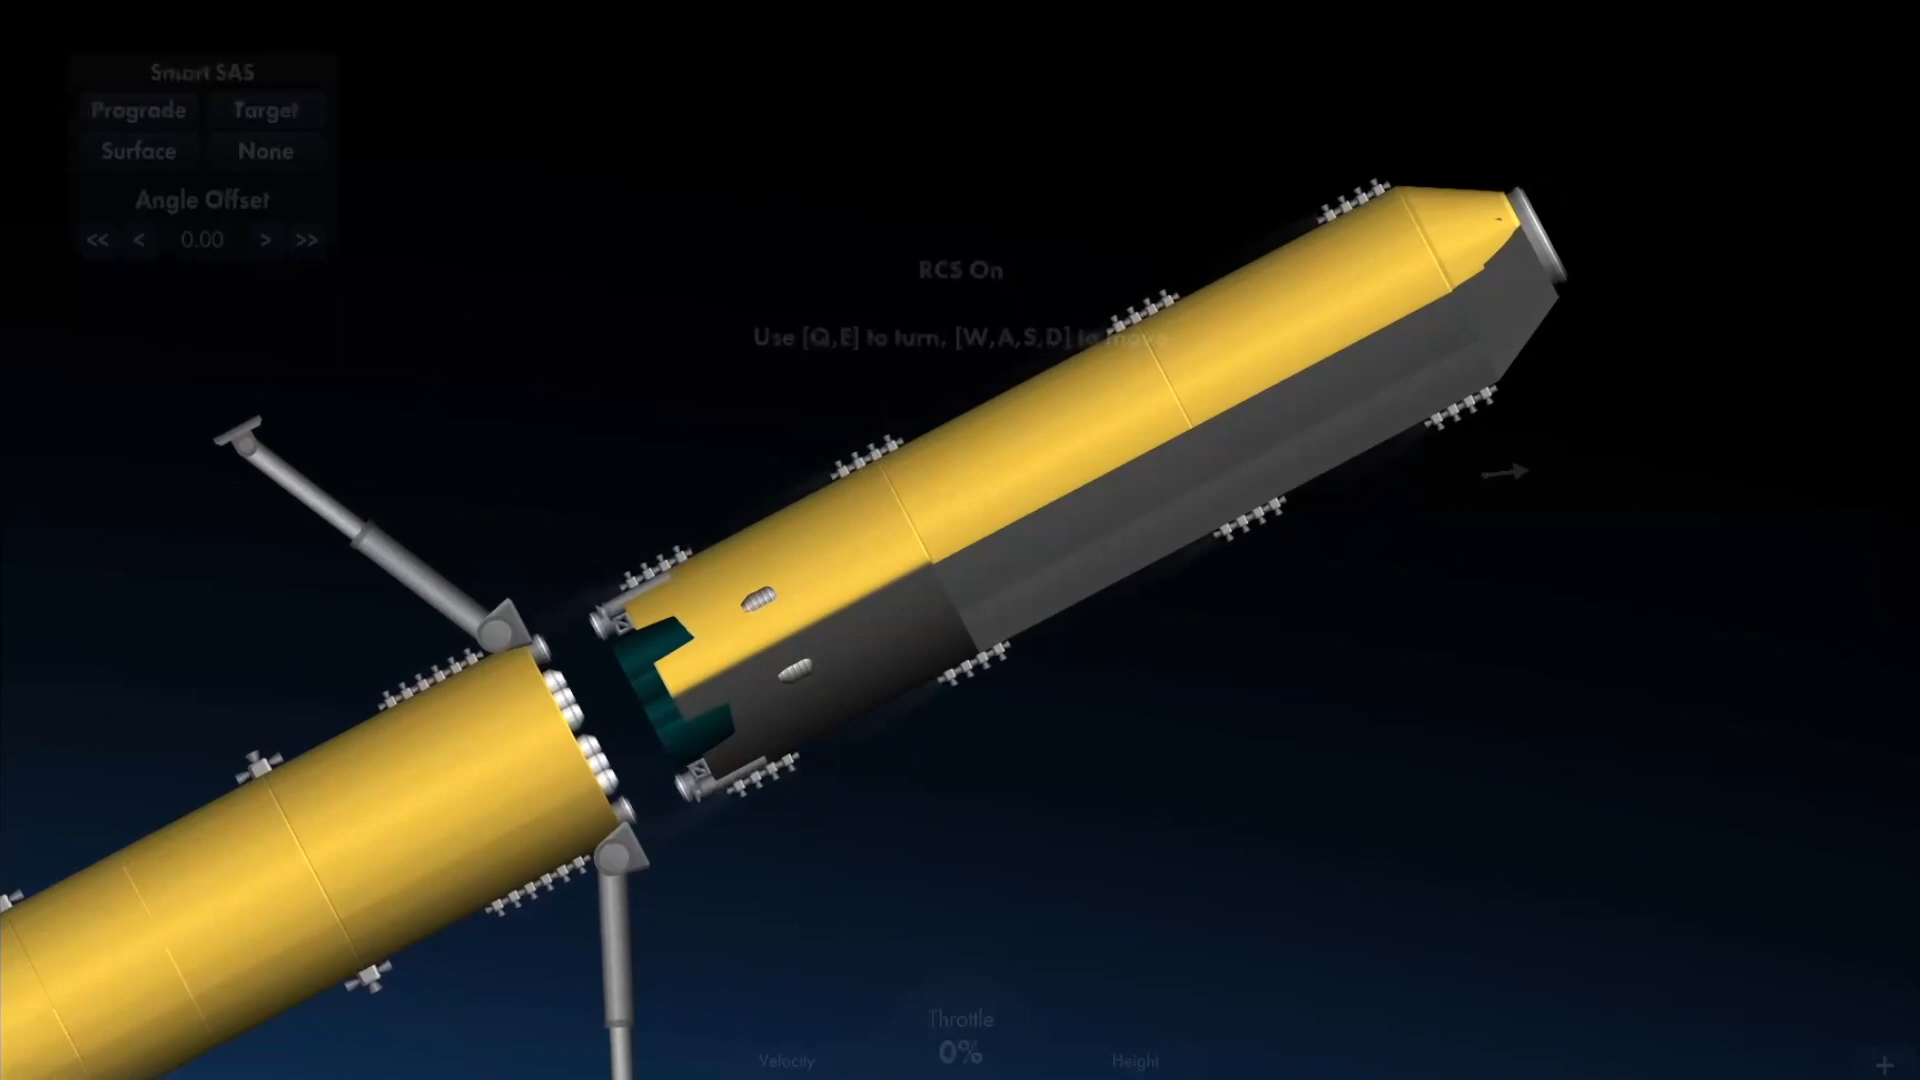 Smart SAS
Prograde Target
Surface None
Angle Offset
<< < 0.00 > >>
RCS On
Use [Q,E] to turn, [W,A,S,D] to move
Throttle
0%
Velocity Height
+